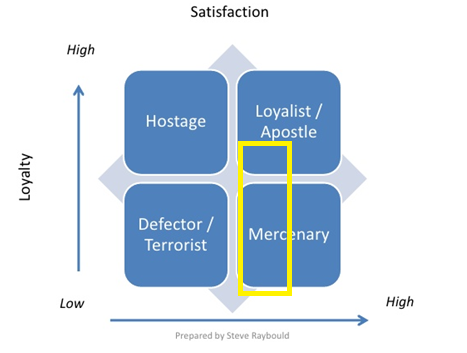 Satisfaction
High
Hostage
Loyalist /
Apostle
Loyalty
Defector /
Terrorist
Mercenary
Low
High
Prepared by Steve Raybould